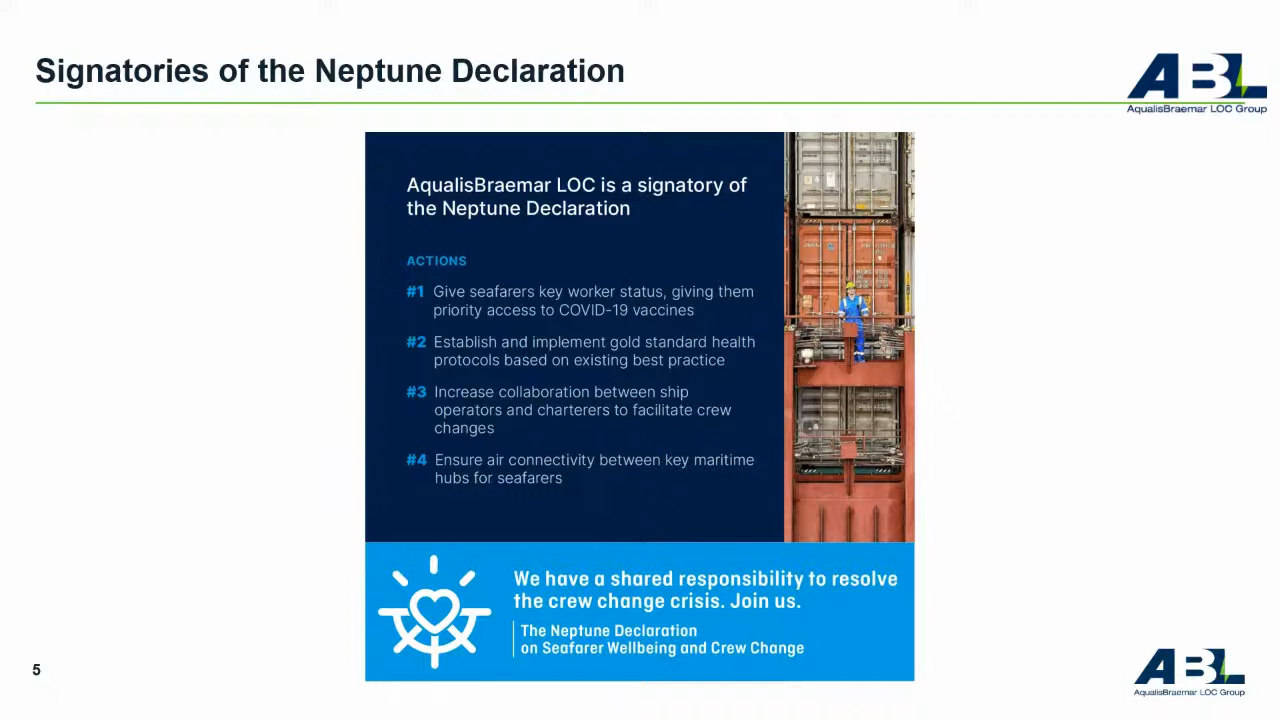 Signatories of the Neptune Declaration
ABL
AqualisBraemar LOC Group
AqualisBraemar LOC is a signatory of
the Neptune Declaration
ACTIONS
#1 Give seafarers key worker status, giving them
priority access to COVID-19 vaccines
#2 Establish and implement gold standard health
protocols based on existing best practice
#3 Increase collaboration between ship
operators and charterers to facilitate crew
changes
#4 Ensure air connectivity between key maritime
hubs for seafarers
We have a shared responsibility to resolve
the crew change crisis. Join us.
The Neptune Declaration
on Seafarer Wellbeing and Crew Change
5
ABL
AqualisBraemar LOC Group